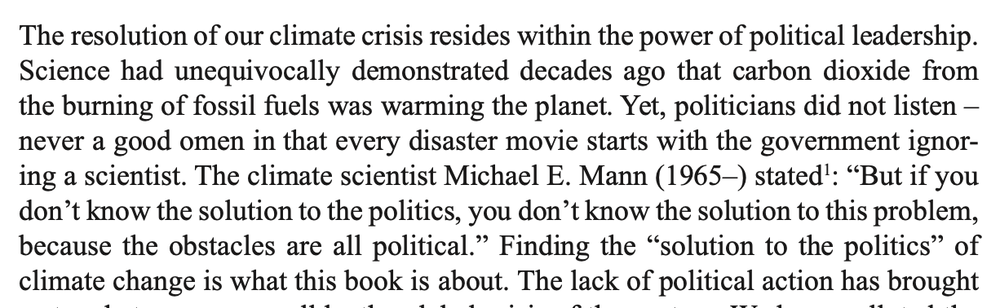 The resolution of our climate crisis resides within the power of political leadership.
Science had unequivocally demonstrated decades ago that carbon dioxide from
the burning of fossil fuels was warming the planet. Yet, politicians did not listen –
never a good omen in that every disaster movie starts with the government ignor-
ing a scientist. The climate scientist Michael E. Mann (1965–) stated¹: “But if you
don’t know the solution to the politics, you don’t know the solution to this problem,
because the obstacles are all political.” Finding the “solution to the politics” of
climate change is what this book is about. The lack of political action has brought